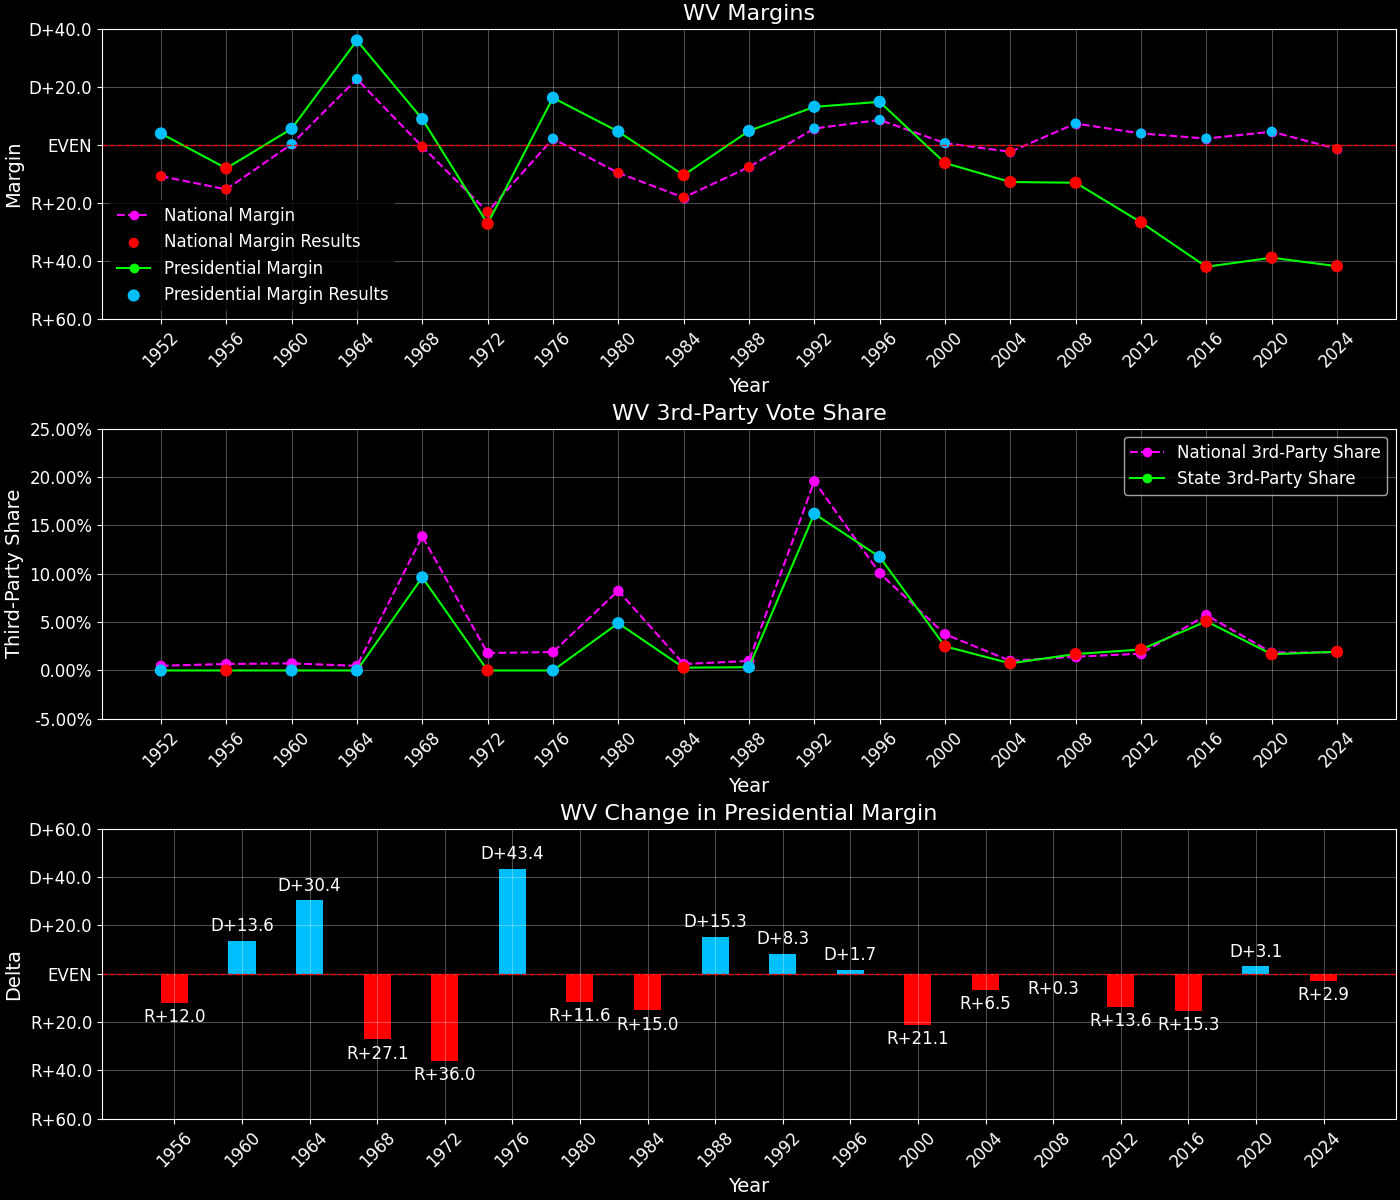 WV Margins
D+40.0
D+20.0
EVEN
R+20.0
R+40.0
R+60.0
Margin
National Margin
National Margin Results
Presidential Margin
Presidential Margin Results
1952 1956 1960 1964 1968 1972 1976 1980 1984 1988 1992 1996 2000 2004 2008 2012 2016 2020 2024
Year
WV 3rd-Party Vote Share
25.00%
20.00%
15.00%
10.00%
5.00%
0.00%
-5.00%
Third-Party Share
National 3rd-Party Share
State 3rd-Party Share
1952 1956 1960 1964 1968 1972 1976 1980 1984 1988 1992 1996 2000 2004 2008 2012 2016 2020 2024
Year
WV Change in Presidential Margin
D+60.0
D+40.0
D+20.0
EVEN
R+20.0
R+40.0
R+60.0
Delta
R+12.0
D+13.6
D+30.4
R+27.1
R+36.0
D+43.4
R+11.6
R+15.0
D+15.3
D+8.3
D+1.7
R+21.1
R+6.5
R+0.3
R+13.6
R+15.3
D+3.1
R+2.9
1956 1960 1964 1968 1972 1976 1980 1984 1988 1992 1996 2000 2004 2008 2012 2016 2020 2024
Year